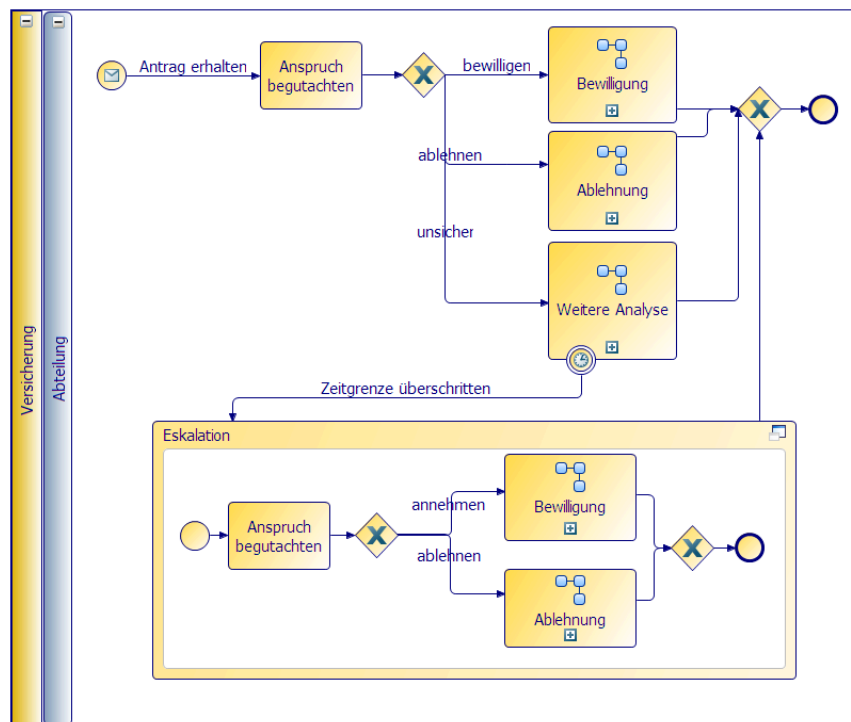 Versicherung
Abteilung
Antrag erhalten
Anspruch
begutachten
bewilligen
Bewilligung
ablehnen
Ablehnung
unsicher
Weitere Analyse
Zeitgrenze überschritten
Eskalation
Anspruch
begutachten
annehmen
Bewilligung
ablehnen
Ablehnung